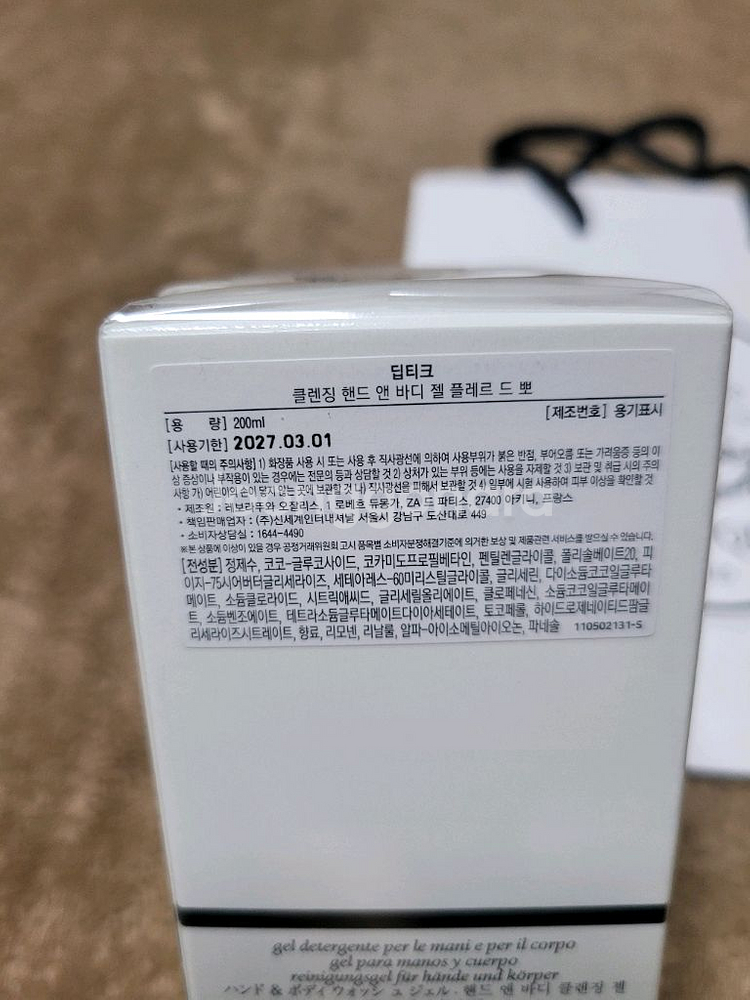 딥티크
클렌징 핸드 앤 바디 젤 플레르 드 뽀
[용 량] 200ml [제조번호] 용기표시
[사용기한] 2027.03.01
[사용할 때의 주의사항] 1) 화장품 사용 시 또는 사용 후 직사광선에 의하여 사용부위가 붉은 반점, 부어오름 또는 가려움증 등의 이
상 증상이나 부작용이 있는 경우에는 전문의 등과 상담할 것 2) 상처가 있는 부위 등에는 사용을 자제할 것 3) 보관 및 취급 시의 주의
사항 가) 어린이의 손이 닿지 않는 곳에 보관할 것 나) 직사광선을 피해서 보관할 것 4) 일부에 시험 사용하여 피부 이상을 확인할 것
• 제조원 : 레보라뚜와 오질리스, 1로베흐 듀몽가, ZA 드 파티스, 27400 아키니, 프랑스
• 책임판매업자 : (주)신세계인터내셔날 서울시 강남구 도산대로 449
• 소비자상담실 : 1644-4490
※본 상품에 이상이 있을 경우 공정거래위원회 고시 품목별 소비자분쟁해결기준에 의거한 보상 및 제품관련 서비스를 받으실 수 있습니다.
[전성분] 정제수, 코코-글루코사이드, 코카미도프로필베타인, 펜틸렌글라이콜, 폴리솔베이트20, 피
이지-75시어버터글리세라이즈, 세테아레스-60미리스틸글라이콜, 글리세린, 다이소듐코코일글루타
메이트, 소듐클로라이드, 시트릭애씨드, 글리세릴올리에이트, 클로페네신, 소듐코코일글루타메이
트, 소듐벤조에이트, 테트라소듐글루타메이트다이아세테이트, 토코페롤, 하이드로제네이티드팜글
리세라이즈시트레이트, 향료, 리모넨, 리날룰, 알파-아이소메틸아이오논, 파네솔 110502131-S
gel detergente per le mani e per il corpo
gel para manos y cuerpo
reinigungsgel für hände und körper
ハンド & ボディウォッシュ ジェル . 핸드 앤 바디 클렌징 젤